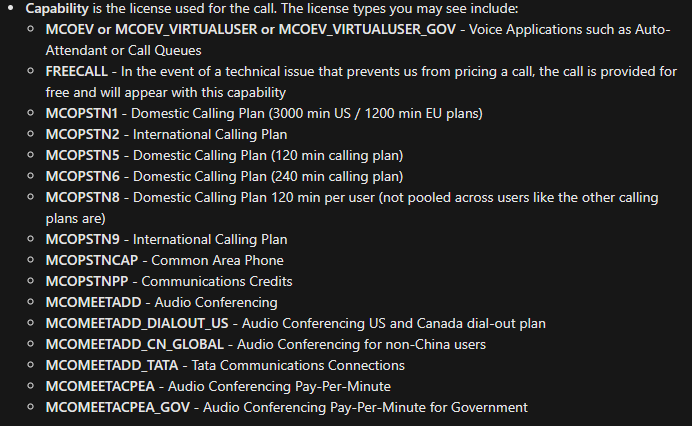 • Capability is the license used for the call. The license types you may see include:
◦ MCOEV or MCOEV_VIRTUALUSER or MCOEV_VIRTUALUSER_GOV - Voice Applications such as Auto-
Attendant or Call Queues
◦ FREECALL - In the event of a technical issue that prevents us from pricing a call, the call is provided for
free and will appear with this capability
◦ MCOPSTN1 - Domestic Calling Plan (3000 min US / 1200 min EU plans)
◦ MCOPSTN2 - International Calling Plan
◦ MCOPSTN5 - Domestic Calling Plan (120 min calling plan)
◦ MCOPSTN6 - Domestic Calling Plan (240 min calling plan)
◦ MCOPSTN8 - Domestic Calling Plan 120 min per user (not pooled across users like the other calling
plans are)
◦ MCOPSTN9 - International Calling Plan
◦ MCOPSTNCAP - Common Area Phone
◦ MCOPSTNPP - Communications Credits
◦ MCOMEETADD - Audio Conferencing
◦ MCOMEETADD_DIALOUT_US - Audio Conferencing US and Canada dial-out plan
◦ MCOMEETADD_CN_GLOBAL - Audio Conferencing for non-China users
◦ MCOMEETADD_TATA - Tata Communications Connections
◦ MCOMEETACPEA - Audio Conferencing Pay-Per-Minute
◦ MCOMEETACPEA_GOV - Audio Conferencing Pay-Per-Minute for Government